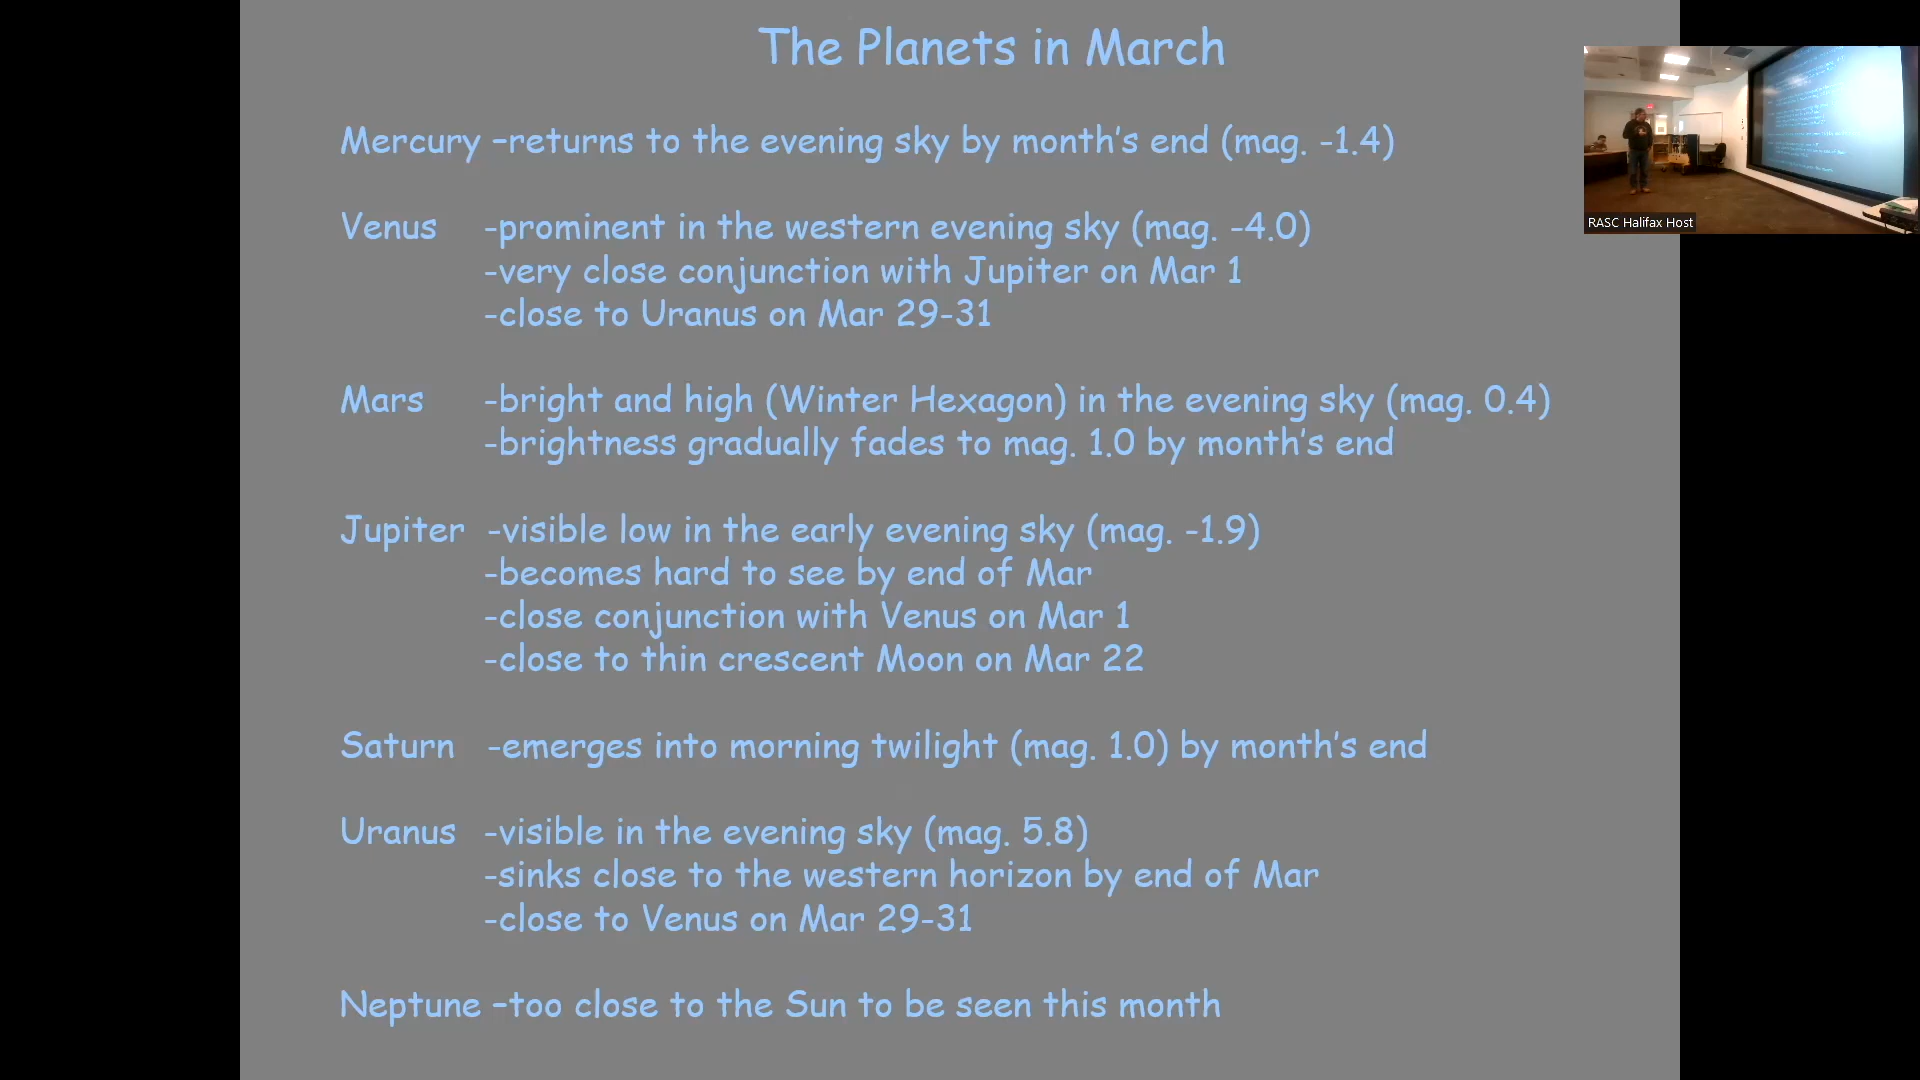 The Planets in March
Mercury –returns to the evening sky by month's end (mag. -1.4)
Venus -prominent in the western evening sky (mag. -4.0)
-very close conjunction with Jupiter on Mar 1
-close to Uranus on Mar 29-31
Mars -bright and high (Winter Hexagon) in the evening sky (mag. 0.4)
-brightness gradually fades to mag. 1.0 by month's end
Jupiter -visible low in the early evening sky (mag. -1.9)
-becomes hard to see by end of Mar
-close conjunction with Venus on Mar 1
-close to thin crescent Moon on Mar 22
Saturn -emerges into morning twilight (mag. 1.0) by month's end
Uranus -visible in the evening sky (mag. 5.8)
-sinks close to the western horizon by end of Mar
-close to Venus on Mar 29-31
Neptune –too close to the Sun to be seen this month
RASC Halifax Host